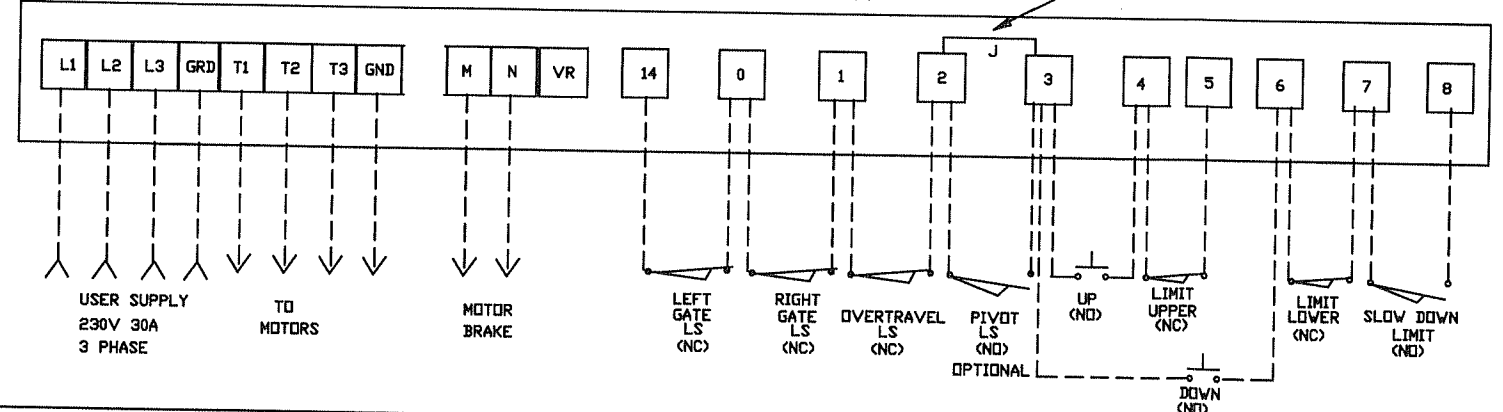 J
L1 L2 L3 GRD T1 T2 T3 GND M N VR 14 0 1 2 3 4 5 6 7 8
USER SUPPLY
230V 30A
3 PHASE
TO
MOTORS
MOTOR
BRAKE
LEFT
GATE
LS
(NC)
RIGHT
GATE
LS
(NC)
OVERTRAVEL
LS
(NC)
PIVOT
LS
(NO)
OPTIONAL
UP
(NO)
LIMIT
UPPER
(NC)
DOWN
(NO)
LIMIT
LOWER
(NC)
SLOW DOWN
LIMIT
(NO)